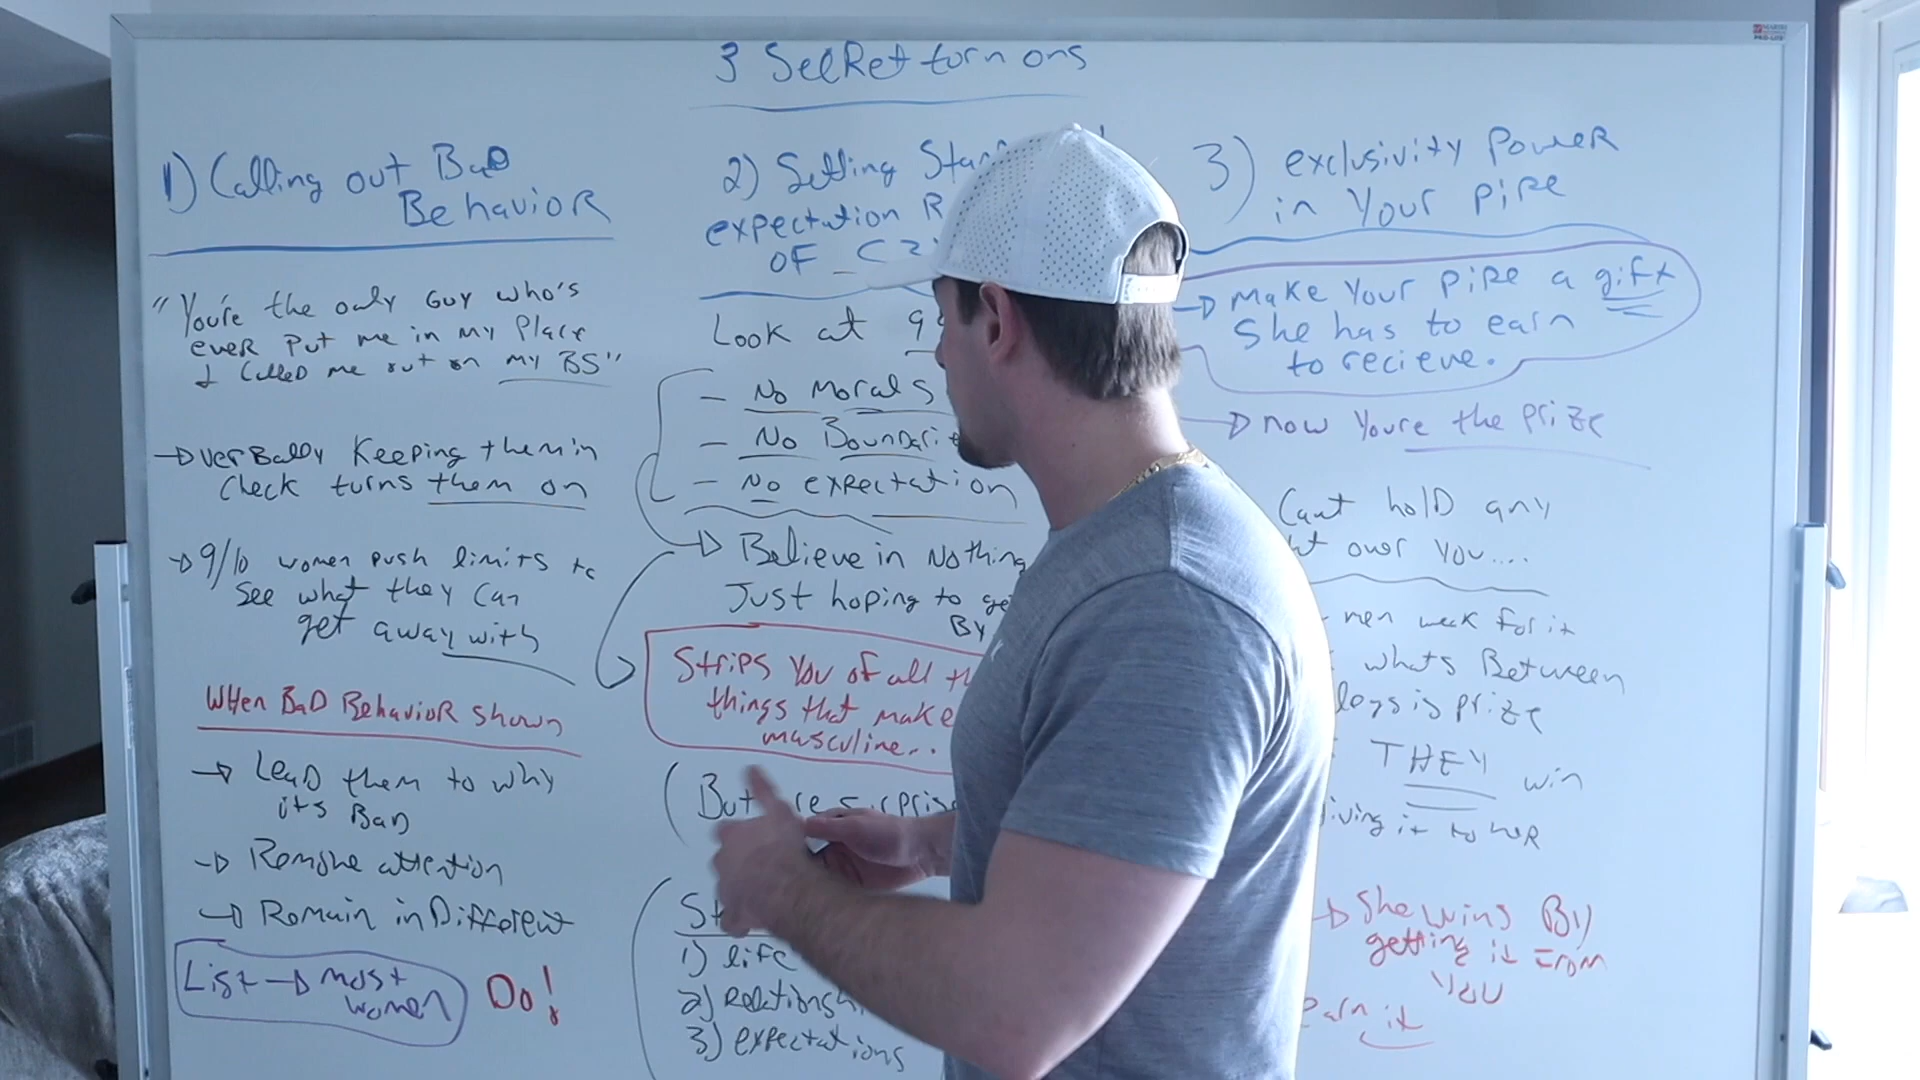 3 SecRet turn ons
1) Calling out BaD
BehavioR
"You're the only Guy who's
eveR put me in my Place
& Called me out on my BS"
verBally keeping them in
check turns them on
9/10 women push limits to
see what they can
get away with
WHen BaD BehavioR shown
LeaD them to why
its BaD
Remove attention
Remain inDifferent
List most
women
Do!
2) Setting
expectation
OF
Look at
- No Morals
- No
- No expectation
Believe in Nothing
Just hoping to
By
Strips You of all
things that make
masculine..
(But
1) life
2)
3) expectations
3) exclusivity PoweR
in Your pipe
make Your pipe a gift
She has to earn
to recieve.
now You're the prize
Cant hold any
over You....
men week for it
whats Between
legs is prize
THEY win
it to heR
She wins By
getting it From
You
earn it